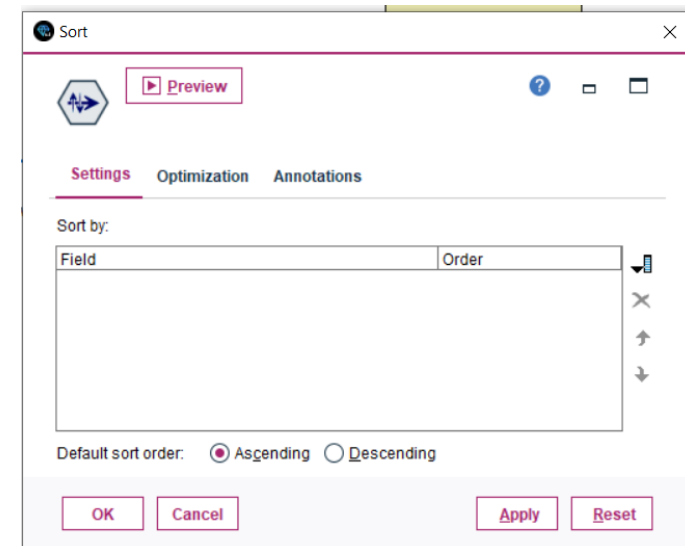 Sort
Preview
?
Settings Optimization Annotations
Sort by:
Field Order
Default sort order: Ascending Descending
OK Cancel Apply Reset